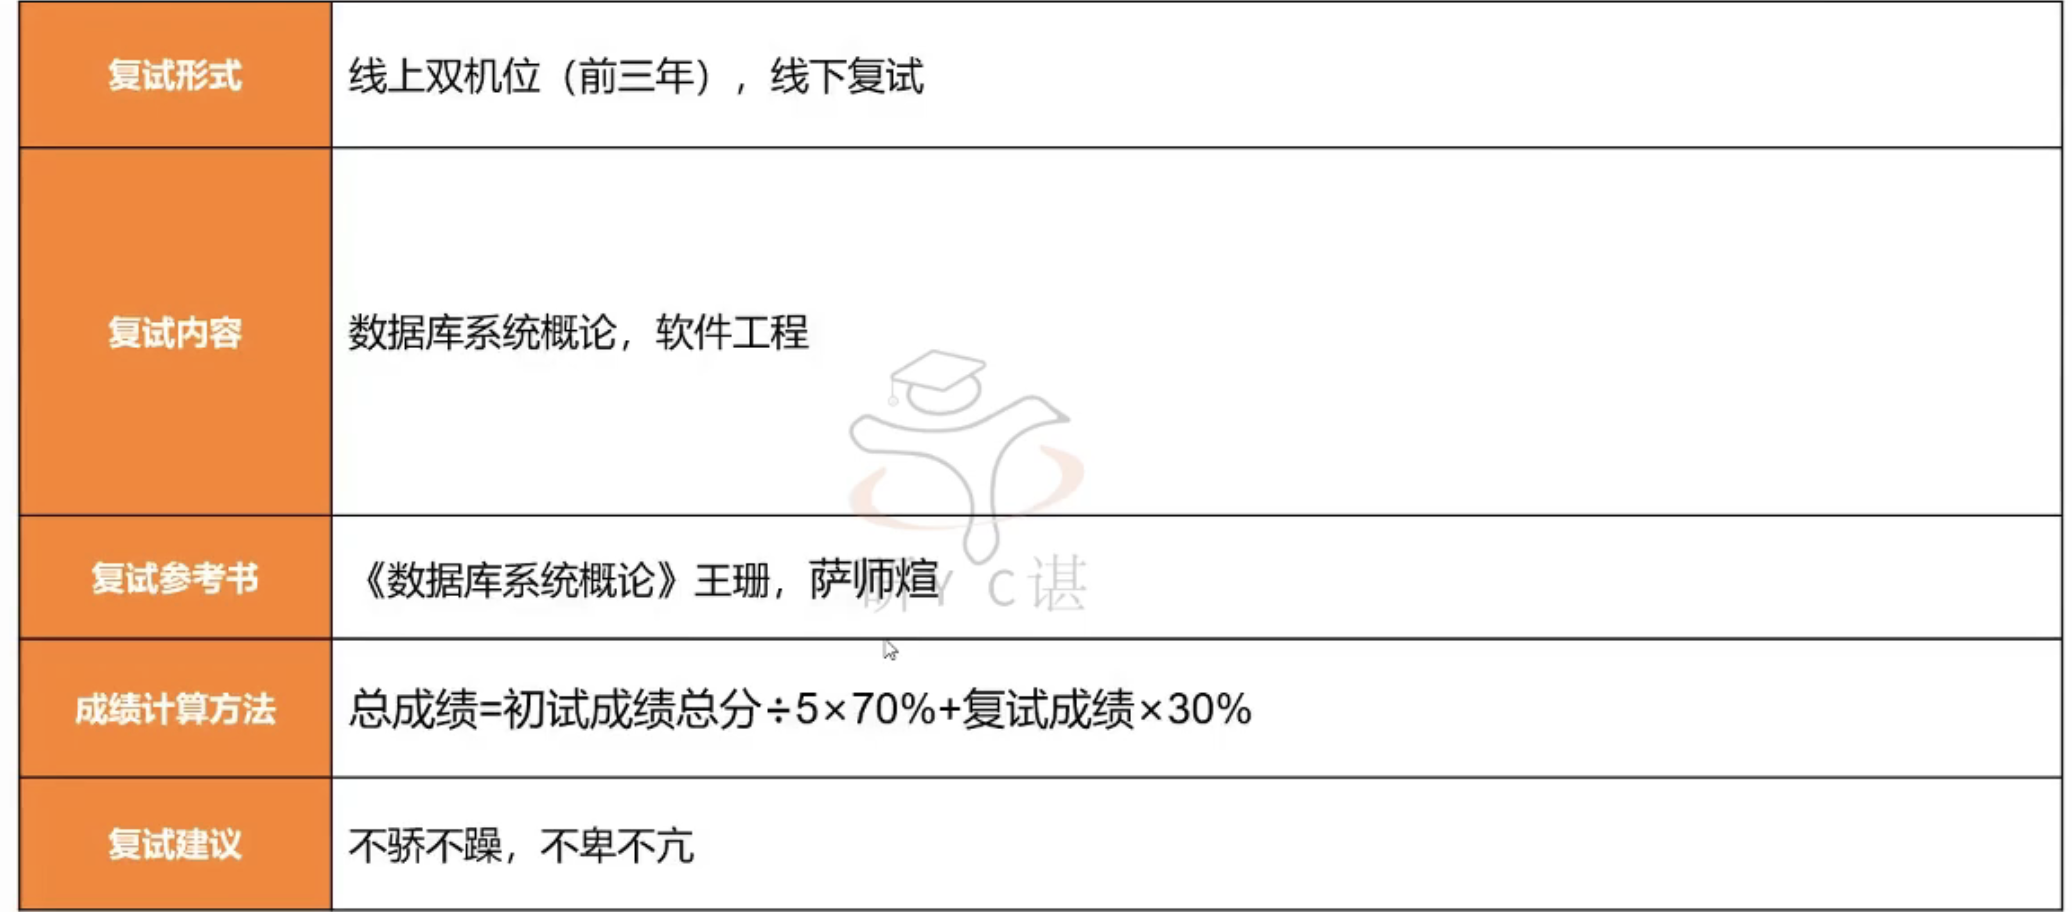 复试形式
线上双机位（前三年），线下复试
复试内容
数据库系统概论，软件工程
复试参考书
《数据库系统概论》王珊，萨师煊
研Y C谌
成绩计算方法
总成绩=初试成绩总分÷5×70%+复试成绩×30%
复试建议
不骄不躁，不卑不亢